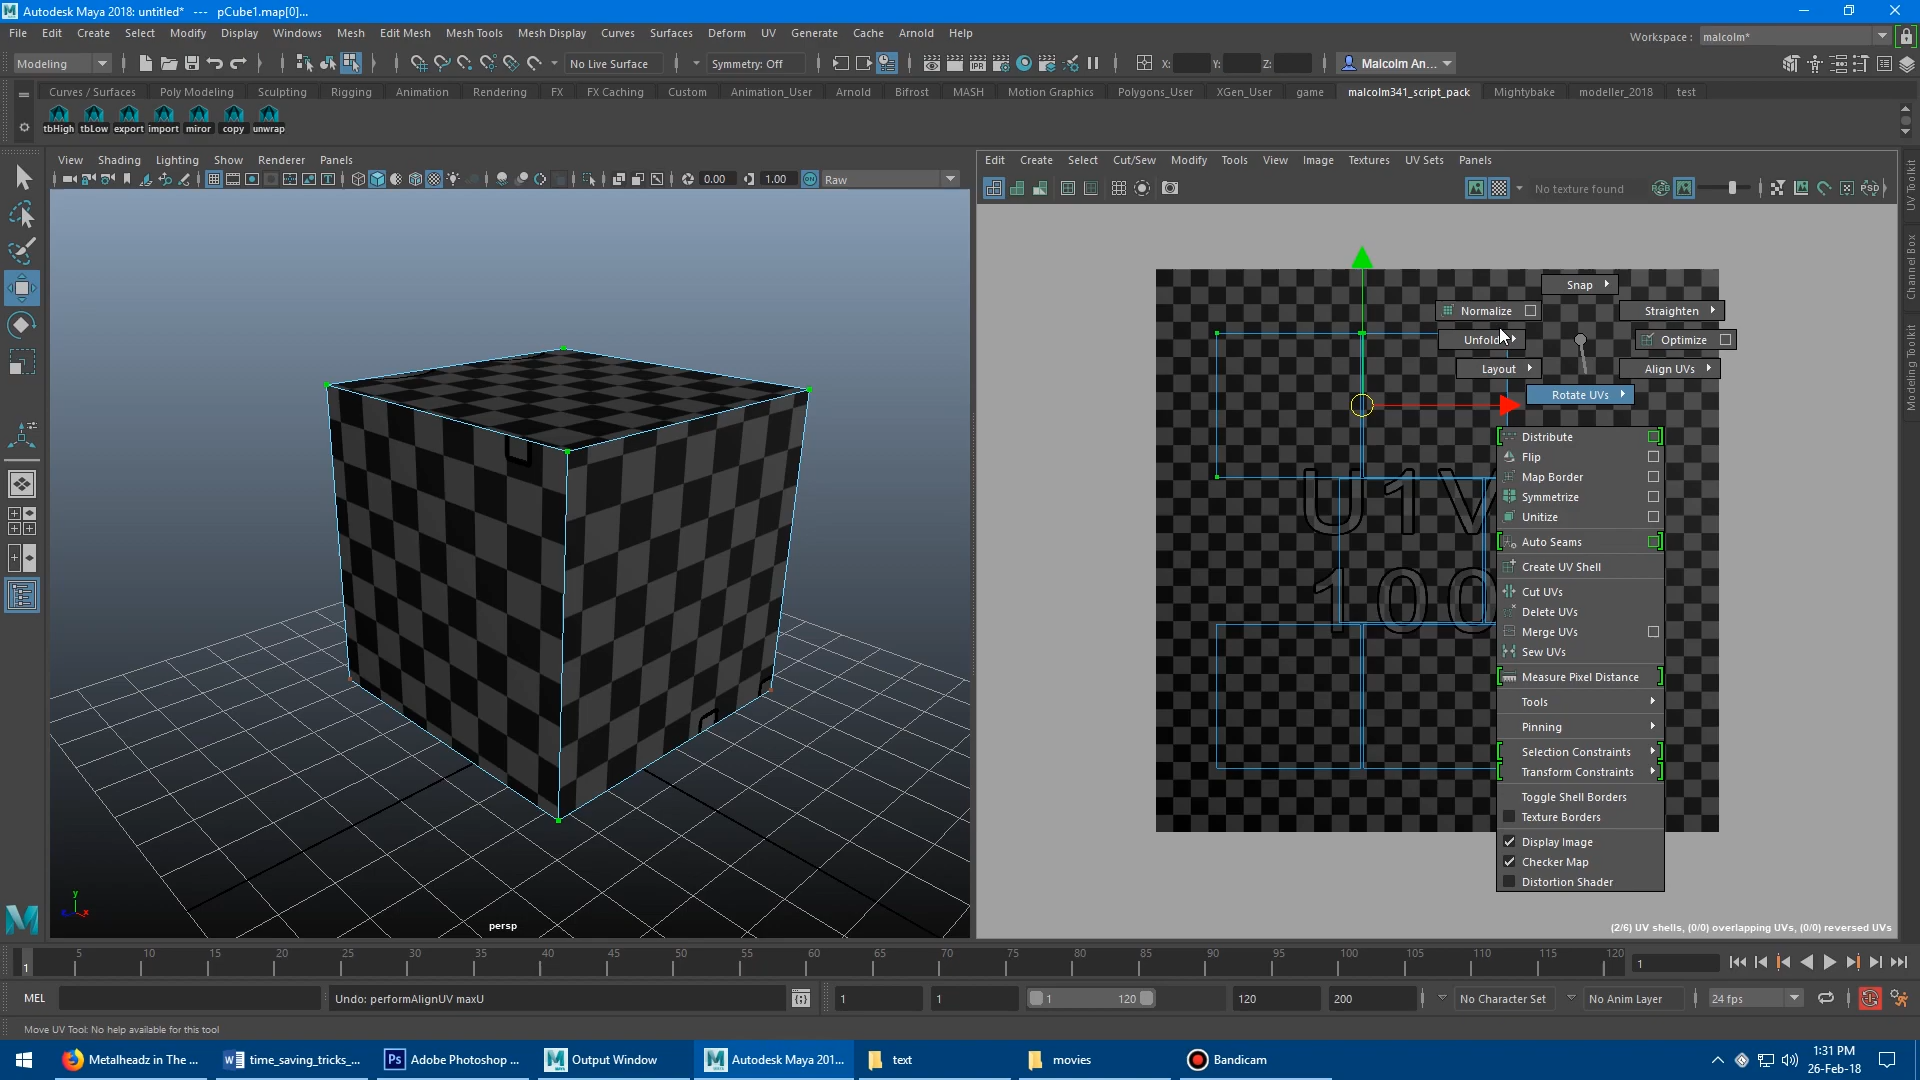 Autodesk Maya 2018: untitled* --- pCube1.map[0]...
File Edit Create Select Modify Display Windows Mesh Edit Mesh Mesh Tools Mesh Display Curves Surfaces Deform UV Generate Cache Arnold Help
Workspace : malcolm*
Modeling No Live Surface Symmetry: Off X: Y: Z: Malcolm An...
Curves / Surfaces Poly Modeling Sculpting Rigging Animation Rendering FX FX Caching Custom Animation_User Arnold Bifrost MASH Motion Graphics Polygons_User XGen_User game malcolm341_script_pack Mightybake modeller_2018 test
tbHigh tbLow export import miror copy unwrap
View Shading Lighting Show Renderer Panels
0.00 1.00 Raw
Edit Create Select Cut/Sew Modify Tools View Image Textures UV Sets Panels
No texture found
UV Toolkit
Channel Box
Modeling Toolkit
Snap
Normalize Straighten
Unfold Optimize
Layout Align UVs
Rotate UVs
Distribute
Flip
Map Border
Symmetrize
Unitize
Auto Seams
Create UV Shell
Cut UVs
Delete UVs
Merge UVs
Sew UVs
Measure Pixel Distance
Tools
Pinning
Selection Constraints
Transform Constraints
Toggle Shell Borders
Texture Borders
Display Image
Checker Map
Distortion Shader
U1V
100
y
x
persp
(2/6) UV shells, (0/0) overlapping UVs, (0/0) reversed UVs
1 5 10 15 20 25 30 35 40 45 50 55 60 65 70 75 80 85 90 95 100 105 110 115 120 1
MEL Undo: performAlignUV maxU 1 1 1 120 120 200 No Character Set No Anim Layer 24 fps
Move UV Tool: No help available for this tool
Metalheadz in The ... time_saving_tricks_... Adobe Photoshop ... Output Window Autodesk Maya 201... text movies Bandicam
1:31 PM
26-Feb-18